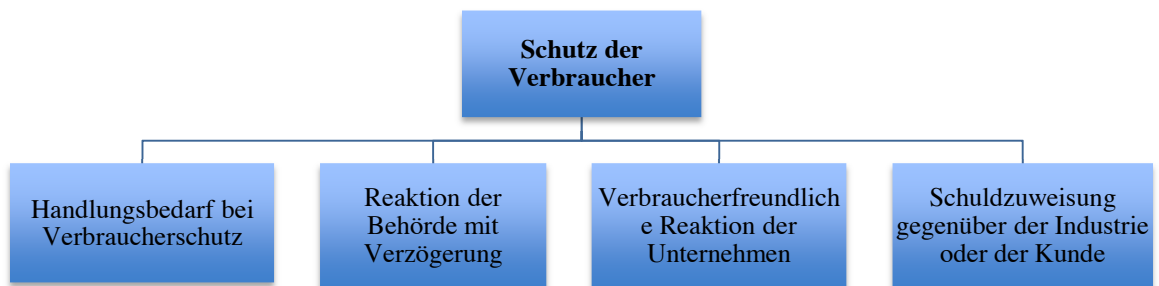 Schutz der
Verbraucher
Handlungsbedarf bei
Verbraucherschutz
Reaktion der
Behörde mit
Verzögerung
Verbraucherfreundlich
e Reaktion der
Unternehmen
Schuldzuweisung
gegenüber der Industrie
oder der Kunde